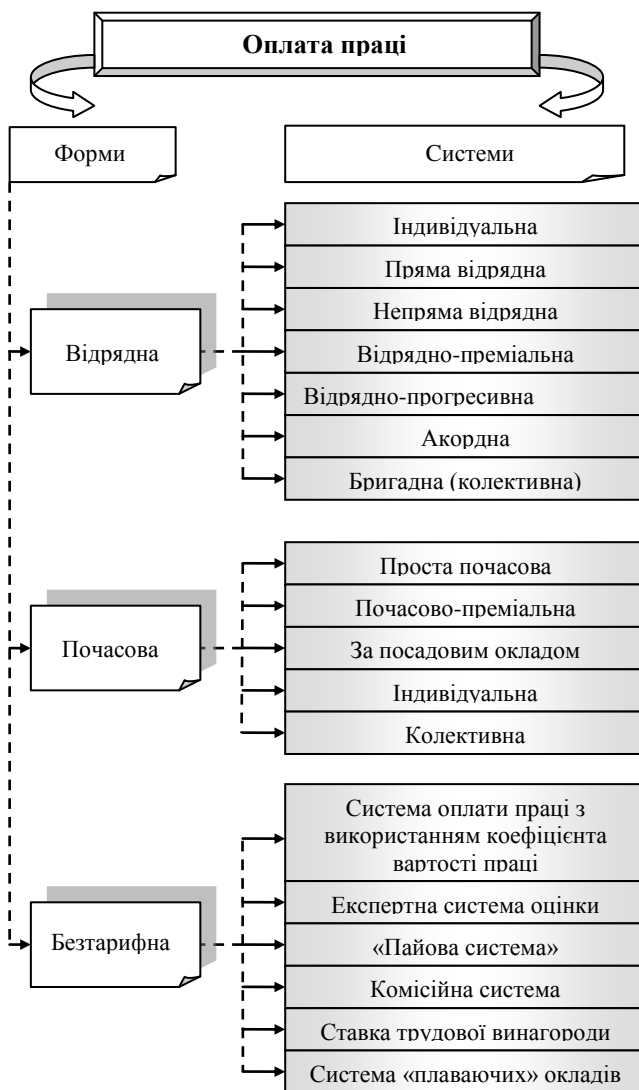 Оплата праці
Форми
Системи
Відрядна
Індивідуальна
Пряма відрядна
Непряма відрядна
Відрядно-преміальна
Відрядно-прогресивна
Акордна
Бригадна (колективна)
Почасова
Проста почасова
Почасово-преміальна
За посадовим окладом
Індивідуальна
Колективна
Безтарифна
Система оплати праці з
використанням коефіцієнта
вартості праці
Експертна система оцінки
«Пайова система»
Комісійна система
Ставка трудової винагороди
Система «плаваючих» окладів